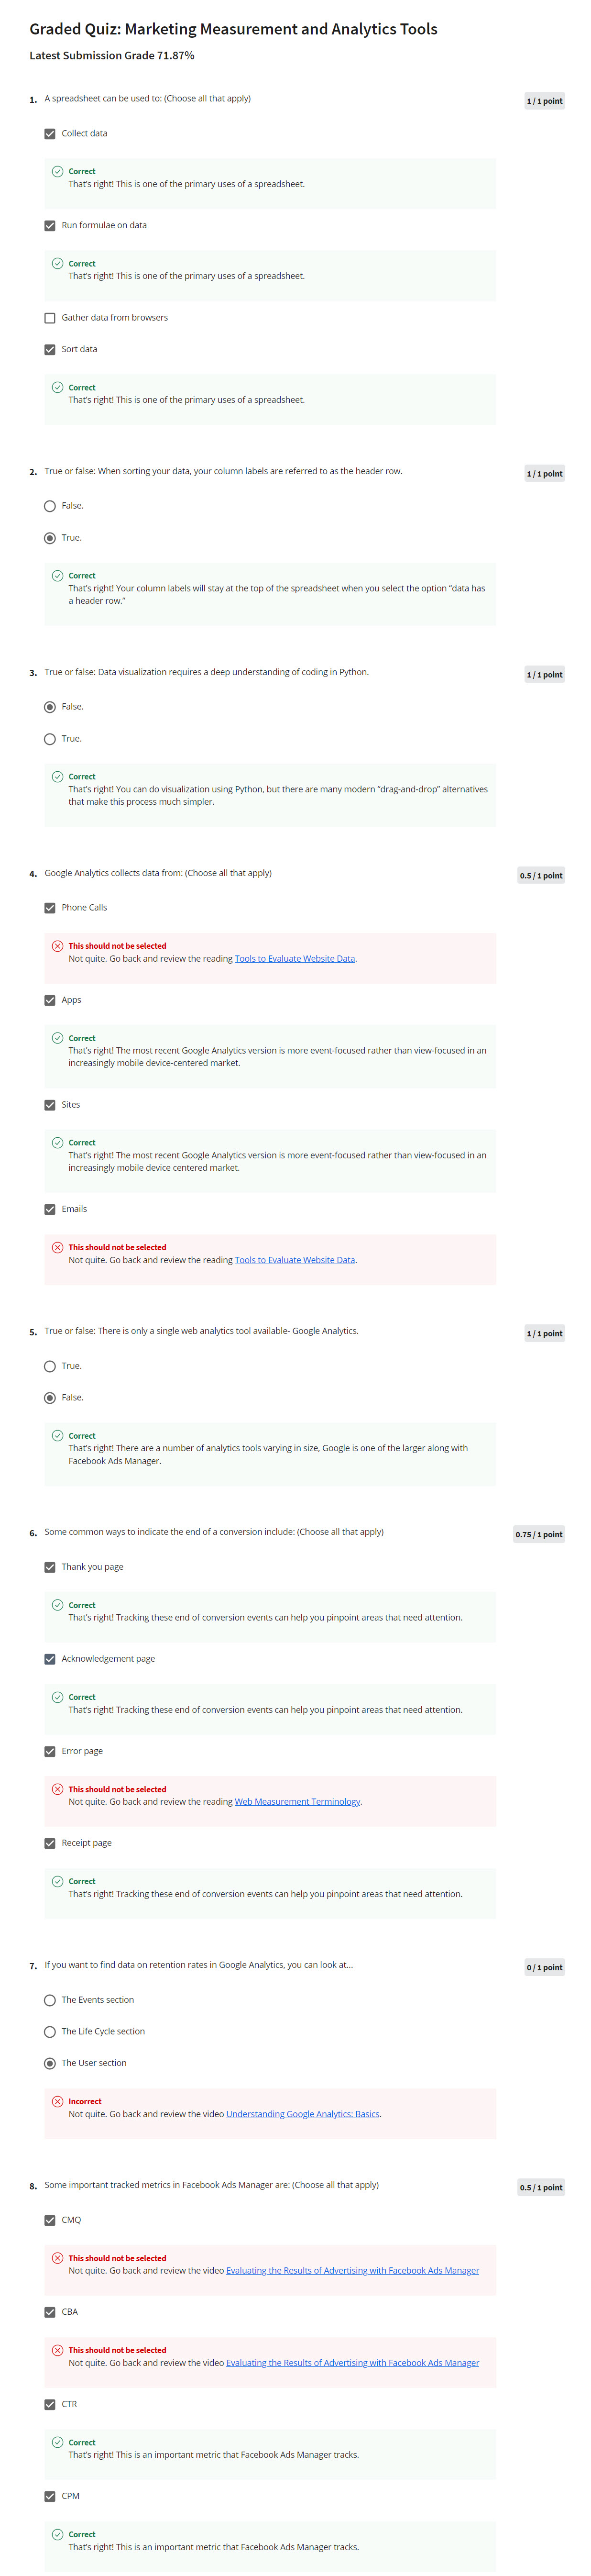 Graded Quiz: Marketing Measurement and Analytics Tools
Latest Submission Grade 71.87%
1. A spreadsheet can be used to: (Choose all that apply)
1 / 1 point
Collect data
Correct
That's right! This is one of the primary uses of a spreadsheet.
Run formulae on data
Correct
That's right! This is one of the primary uses of a spreadsheet.
Gather data from browsers
Sort data
Correct
That's right! This is one of the primary uses of a spreadsheet.
2. True or false: When sorting your data, your column labels are referred to as the header row.
1 / 1 point
False.
True.
Correct
That's right! Your column labels will stay at the top of the spreadsheet when you select the option "data has
a header row."
3. True or false: Data visualization requires a deep understanding of coding in Python.
1 / 1 point
False.
True.
Correct
That's right! You can do visualization using Python, but there are many modern "drag-and-drop" alternatives
that make this process much simpler.
4. Google Analytics collects data from: (Choose all that apply)
0.5 / 1 point
Phone Calls
This should not be selected
Not quite. Go back and review the reading Tools to Evaluate Website Data.
Apps
Correct
That's right! The most recent Google Analytics version is more event-focused rather than view-focused in an
increasingly mobile device-centered market.
Sites
Correct
That's right! The most recent Google Analytics version is more event-focused rather than view-focused in an
increasingly mobile device centered market.
Emails
This should not be selected
Not quite. Go back and review the reading Tools to Evaluate Website Data.
5. True or false: There is only a single web analytics tool available- Google Analytics.
1 / 1 point
True.
False.
Correct
That's right! There are a number of analytics tools varying in size, Google is one of the larger along with
Facebook Ads Manager.
6. Some common ways to indicate the end of a conversion include: (Choose all that apply)
0.75 / 1 point
Thank you page
Correct
That's right! Tracking these end of conversion events can help you pinpoint areas that need attention.
Acknowledgement page
Correct
That's right! Tracking these end of conversion events can help you pinpoint areas that need attention.
Error page
This should not be selected
Not quite. Go back and review the reading Web Measurement Terminology.
Receipt page
Correct
That's right! Tracking these end of conversion events can help you pinpoint areas that need attention.
7. If you want to find data on retention rates in Google Analytics, you can look at...
0 / 1 point
The Events section
The Life Cycle section
The User section
Incorrect
Not quite. Go back and review the video Understanding Google Analytics: Basics.
8. Some important tracked metrics in Facebook Ads Manager are: (Choose all that apply)
0.5 / 1 point
CMQ
This should not be selected
Not quite. Go back and review the video Evaluating the Results of Advertising with Facebook Ads Manager
CBA
This should not be selected
Not quite. Go back and review the video Evaluating the Results of Advertising with Facebook Ads Manager
CTR
Correct
That's right! This is an important metric that Facebook Ads Manager tracks.
CPM
Correct
That's right! This is an important metric that Facebook Ads Manager tracks.